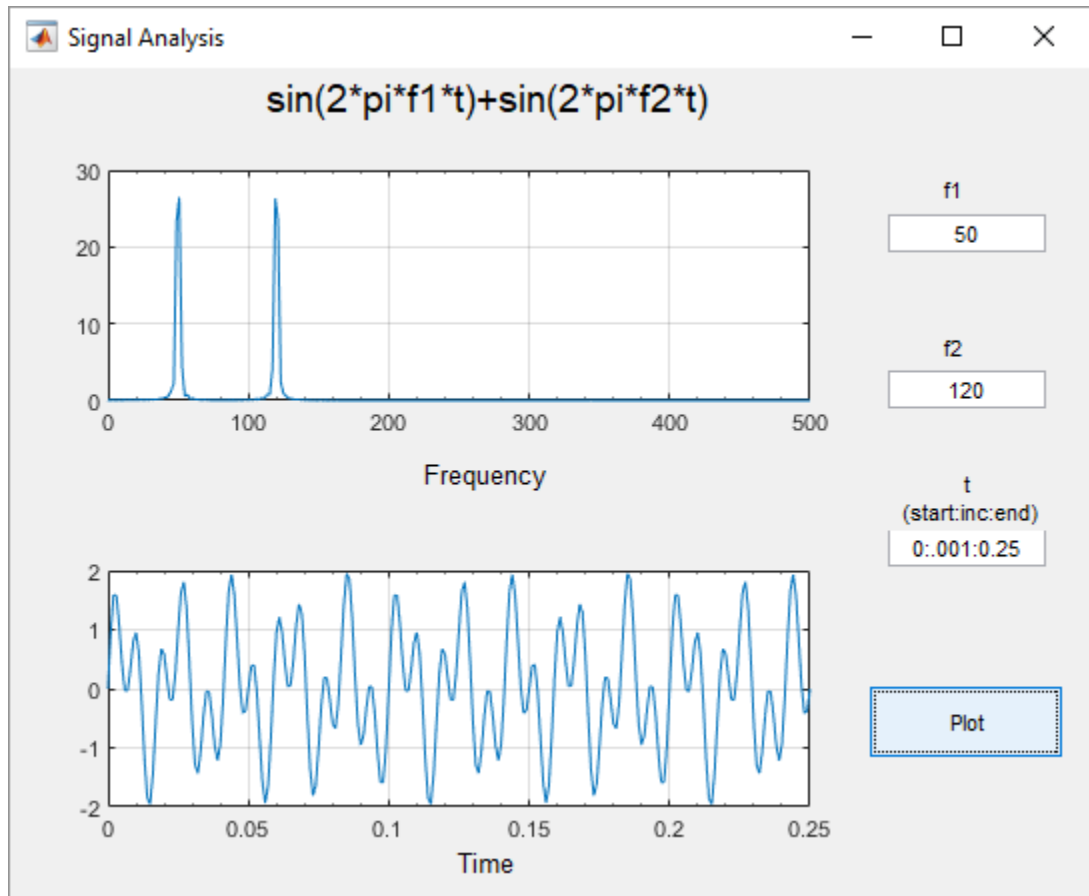 Signal Analysis
sin(2*pi*f1*t)+sin(2*pi*f2*t)
30
20
10
0
0 100 200 300 400 500
Frequency
f1
50
f2
120
t
(start:inc:end)
0:.001:0.25
2
1
0
-1
-2
0 0.05 0.1 0.15 0.2 0.25
Time
Plot